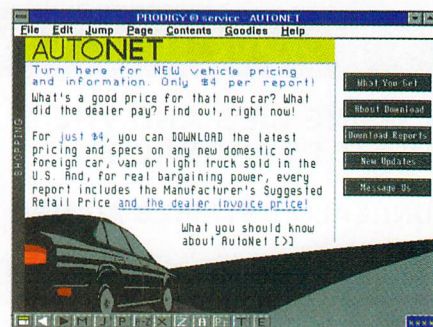 PRODIGY ® service - AUTONET
File Edit Jump Page Contents Goodies Help
AUTONET
Turn here for NEW vehicle pricing
and information. Only $4 per report!
What's a good price for that new car? What
did the dealer pay? Find out, right now!
For just $4, you can DOWNLOAD the latest
pricing and specs on any new domestic or
foreign car, van or light truck sold in the
U.S. And, for real bargaining power, every
report includes the Manufacturer's Suggested
Retail Price and the dealer invoice price!
What you should know
about AutoNet [>]
SHOPPING
What You Get
About Download
Download Reports
New Updates
Message Us
M J P A-Z X Z A Pr T E